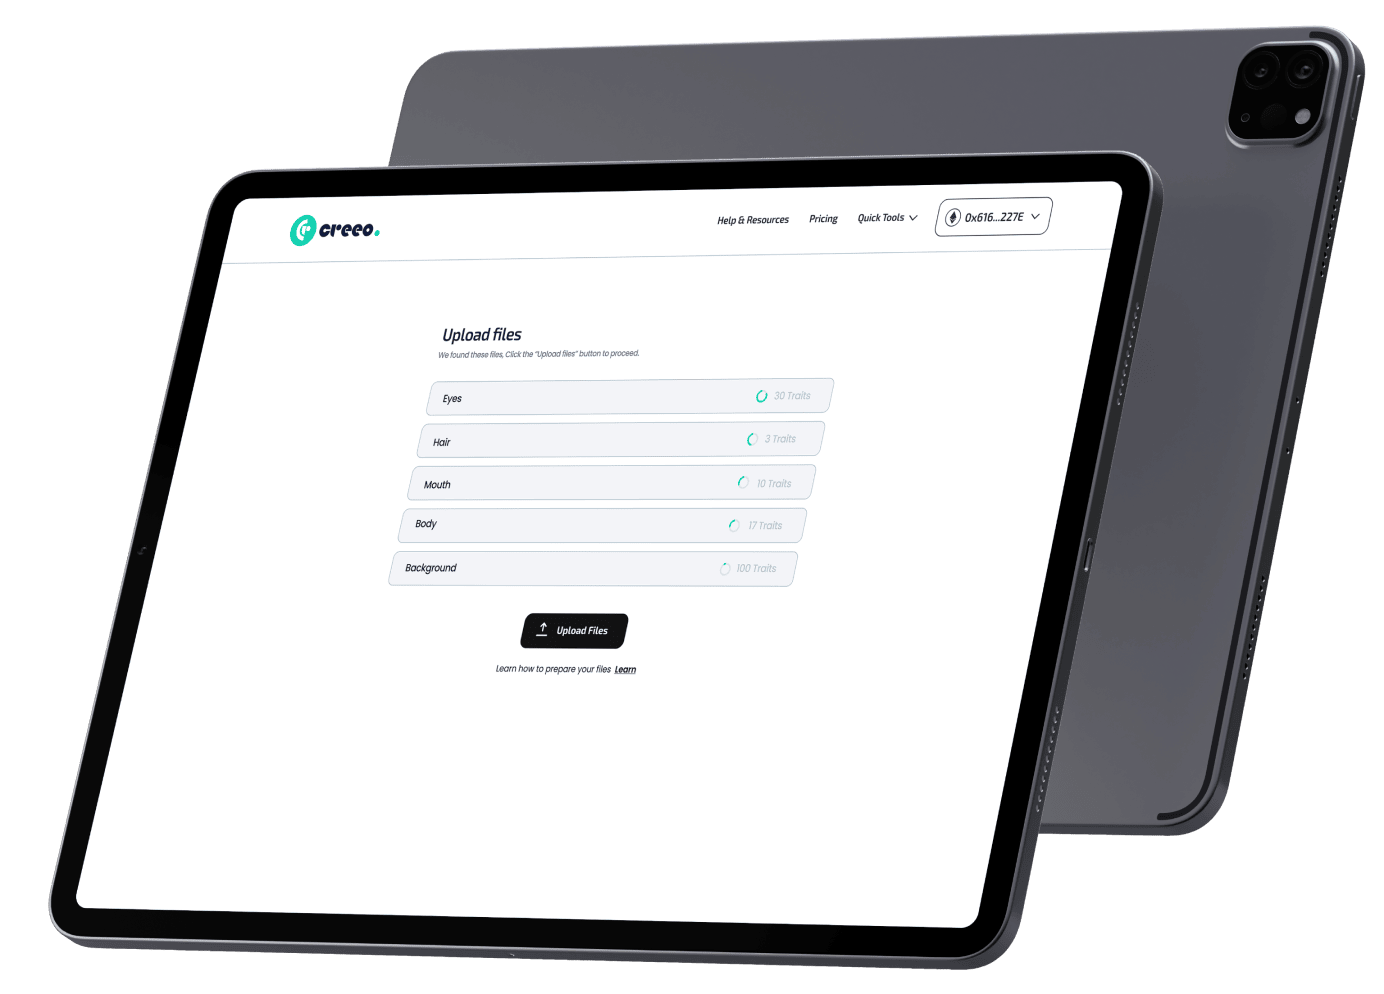 creeo.
Help & Resources
Pricing
Quick Tools
0x616...227E
Upload files
We found these files, Click the "Upload files" button to proceed.
Eyes
30 Traits
Hair
3 Traits
Mouth
10 Traits
Body
17 Traits
Background
100 Traits
Upload Files
Learn how to prepare your files Learn